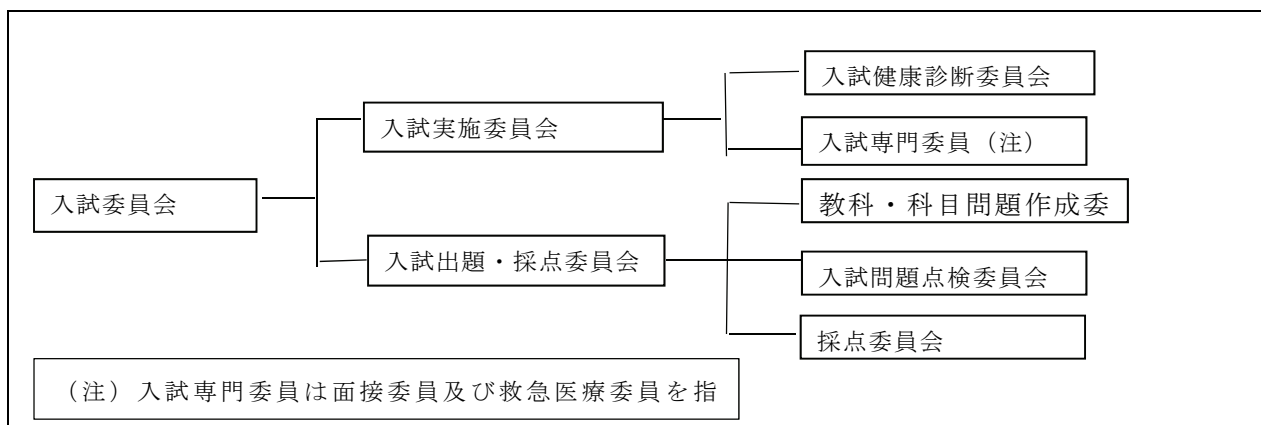 入試健康診断委員会
入試実施委員会
入試専門委員（注）
入試委員会
教科・科目問題作成委
入試出題・採点委員会
入試問題点検委員会
採点委員会
（注）入試専門委員は面接委員及び救急医療委員を指